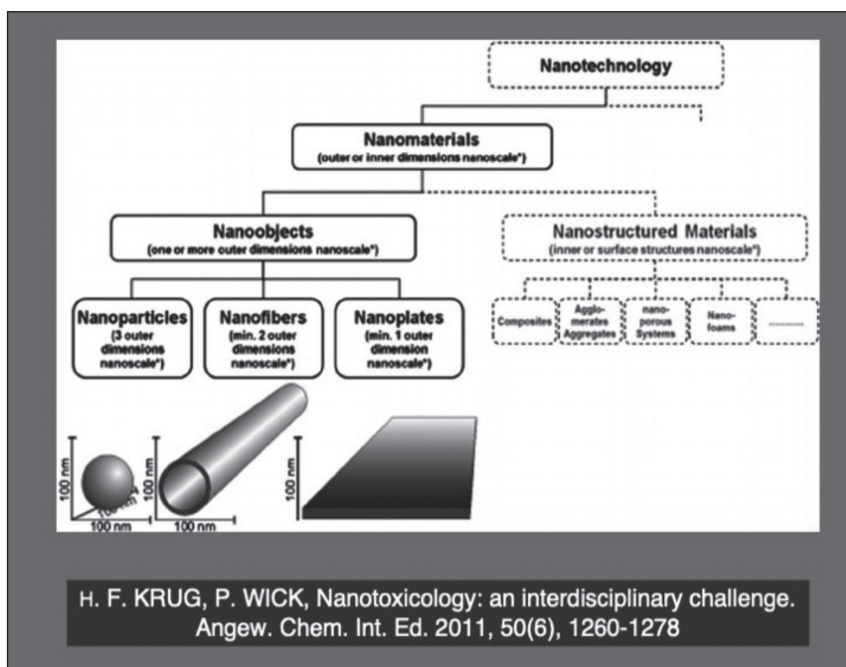 Nanotechnology
Nanomaterials
(outer or inner dimensions nanoscale*)
Nanoobjects
(one or more outer dimensions nanoscale*)
Nanostructured Materials
(inner or surface structures nanoscale*)
Nanoparticles
(3 outer
dimensions
nanoscale*)
Nanofibers
(min. 2 outer
dimensions
nanoscale*)
Nanoplates
(min. 1 outer
dimension
nanoscale*)
Composites
Agglo-
merates
Aggregates
nano-
porous
Systems
Nano-
foams
...........
100 nm
100 nm
100 nm
100 nm
100 nm
100 nm
H. F. KRUG, P. WICK, Nanotoxicology: an interdisciplinary challenge.
Angew. Chem. Int. Ed. 2011, 50(6), 1260-1278